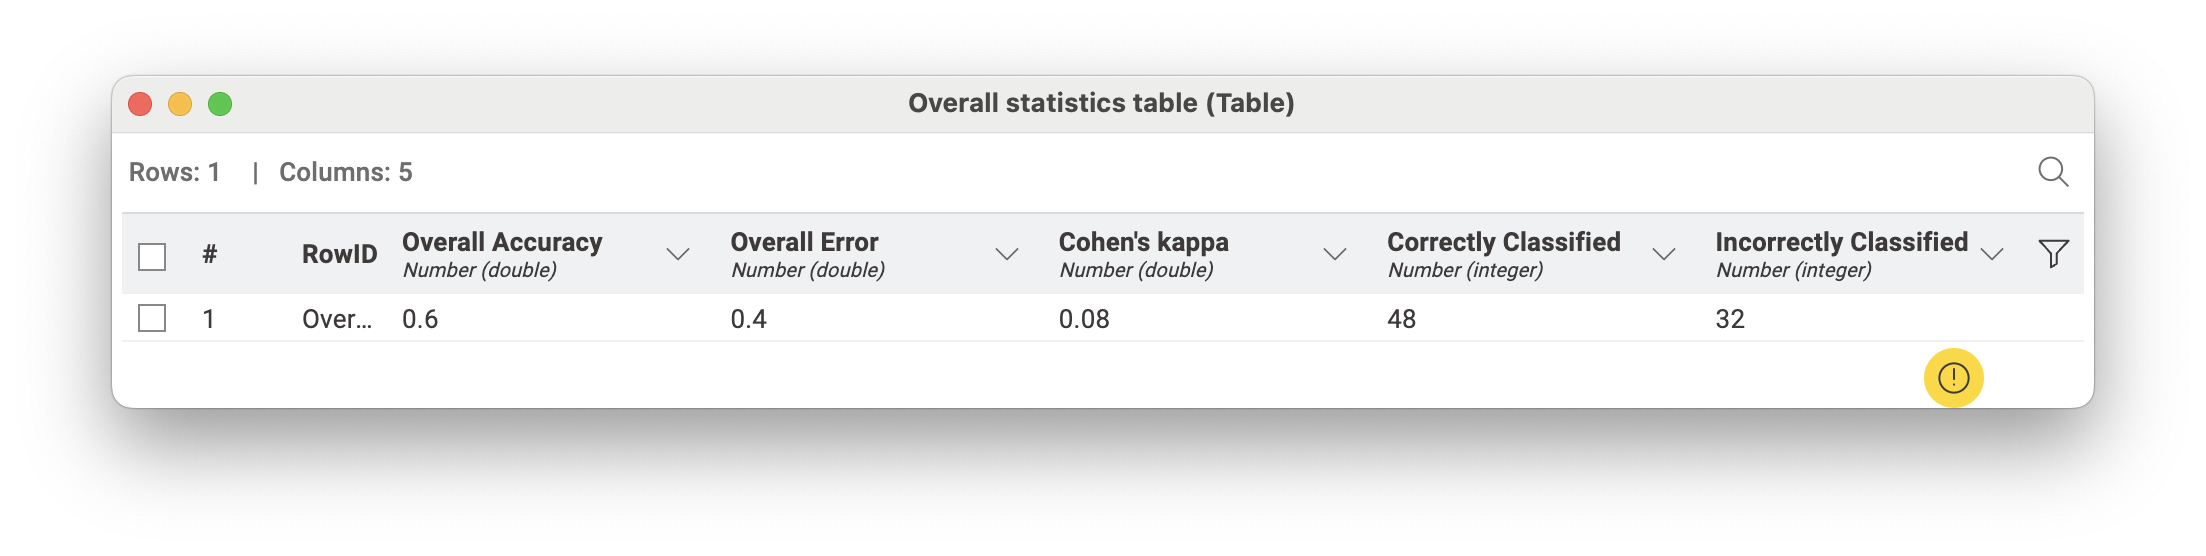 Overall statistics table (Table)
Rows: 1 | Columns: 5
# RowID Overall Accuracy Overall Error Cohen's kappa Correctly Classified Incorrectly Classified
Number (double) Number (double) Number (double) Number (integer) Number (integer)
1 Over... 0.6 0.4 0.08 48 32